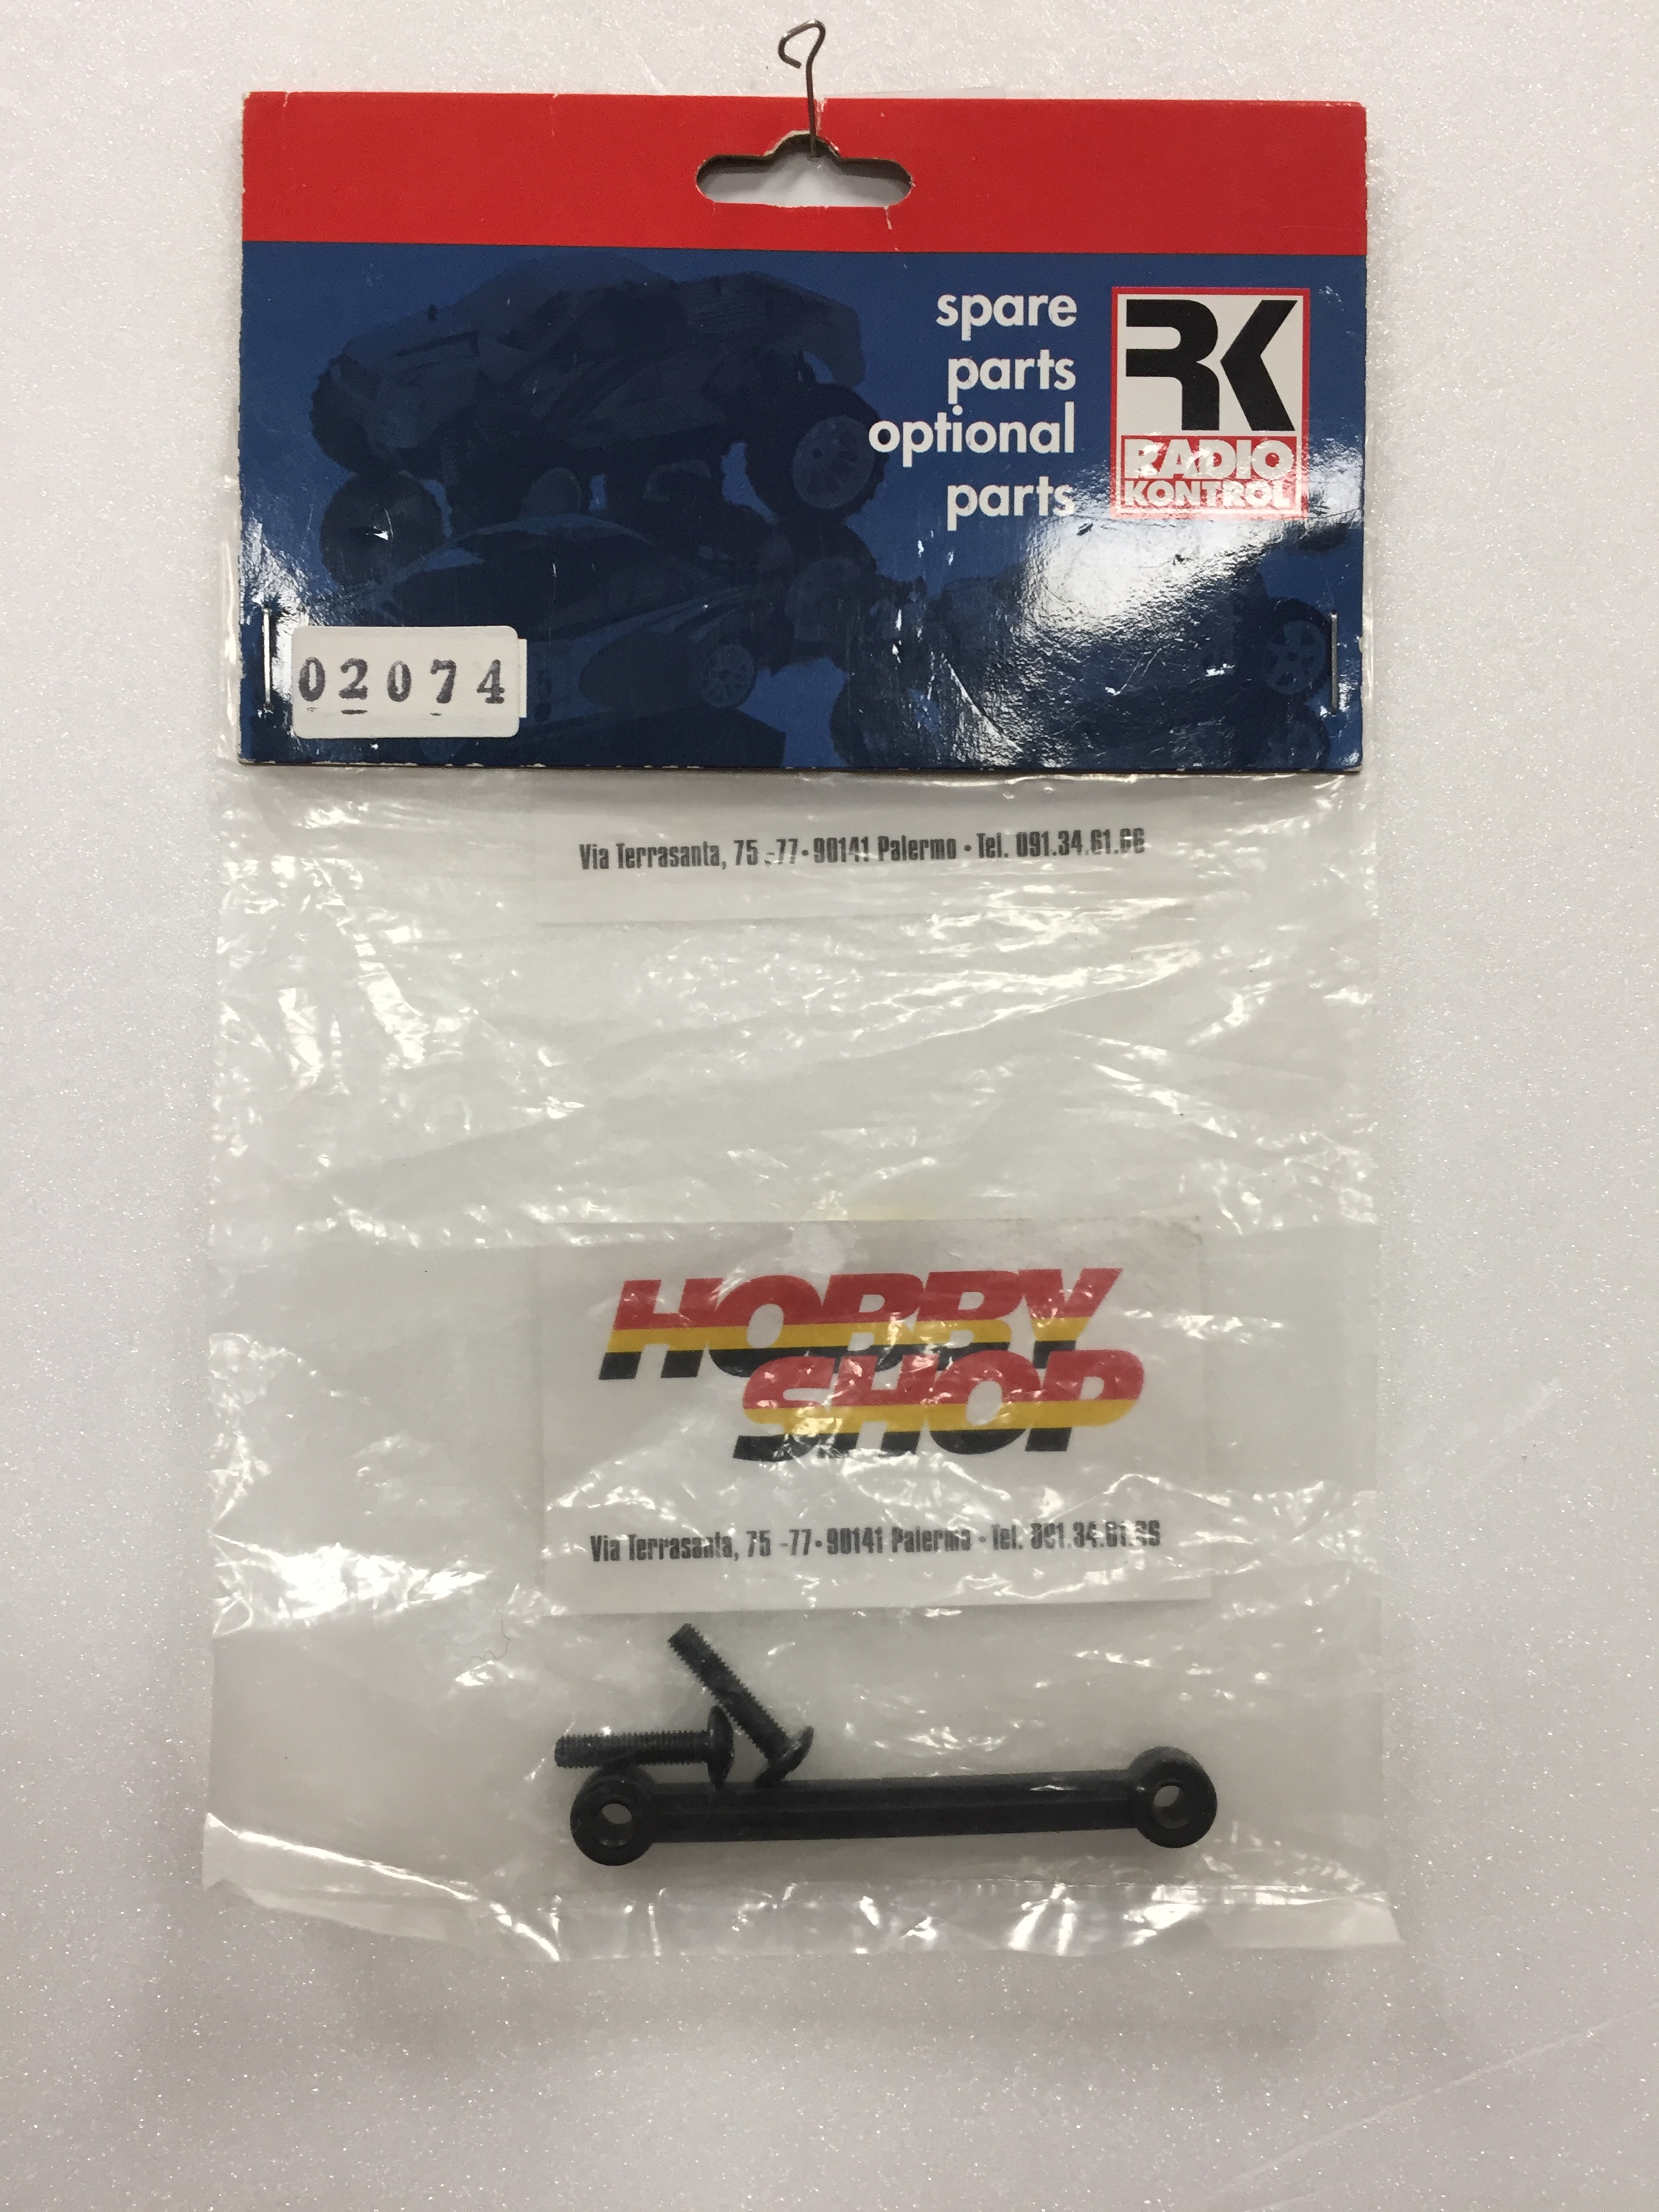 spare
parts
optional
parts
RK
RADIO
KONTROL
02074
Via Terrasanta, 75 -77 • 90141 Palermo • Tel. 091.34.61.66
HOBBY
SHOP
Via Terrasanta, 75 -77 • 90141 Palermo • Tel.